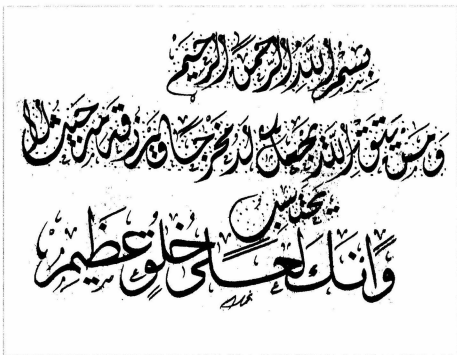 بسم الله الرحمن الرحيم
ومن يتق الله يجعل له مخرجا ويرزقه من حيث لا
يحتسب
وانك لعلى خلق عظيم